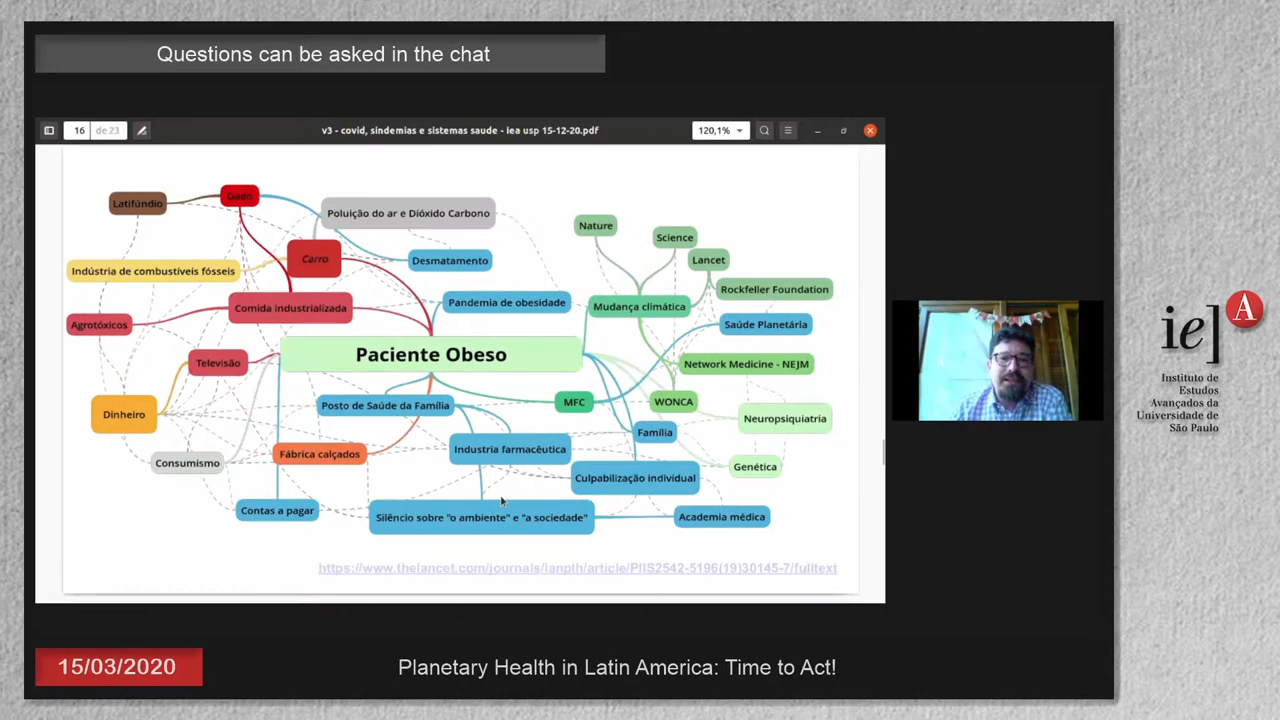 Questions can be asked in the chat
16 de 23
v3 - covid, sindemias e sistemas saude - iea usp 15-12-20.pdf
120,1%
Latifúndio
Gado
Poluição do ar e Dióxido Carbono
Nature
Science
Carro
Desmatamento
Lancet
Indústria de combustíveis fósseis
Rockfeller Foundation
Comida industrializada
Pandemia de obesidade
Mudança climática
Agrotóxicos
Saúde Planetária
Paciente Obeso
Televisão
Network Medicine - NEJM
Dinheiro
Posto de Saúde da Família
MFC
WONCA
Neuropsiquiatria
Família
Industria farmacêutica
Fábrica calçados
Consumismo
Genética
Culpabilização individual
Contas a pagar
Silêncio sobre "o ambiente" e "a sociedade"
Academia médica
https://www.thelancet.com/journals/lanplh/article/PIIS2542-5196(19)30145-7/fulltext
ie] A
Instituto de
Estudos
Avançados da
Universidade de
São Paulo
15/03/2020
Planetary Health in Latin America: Time to Act!